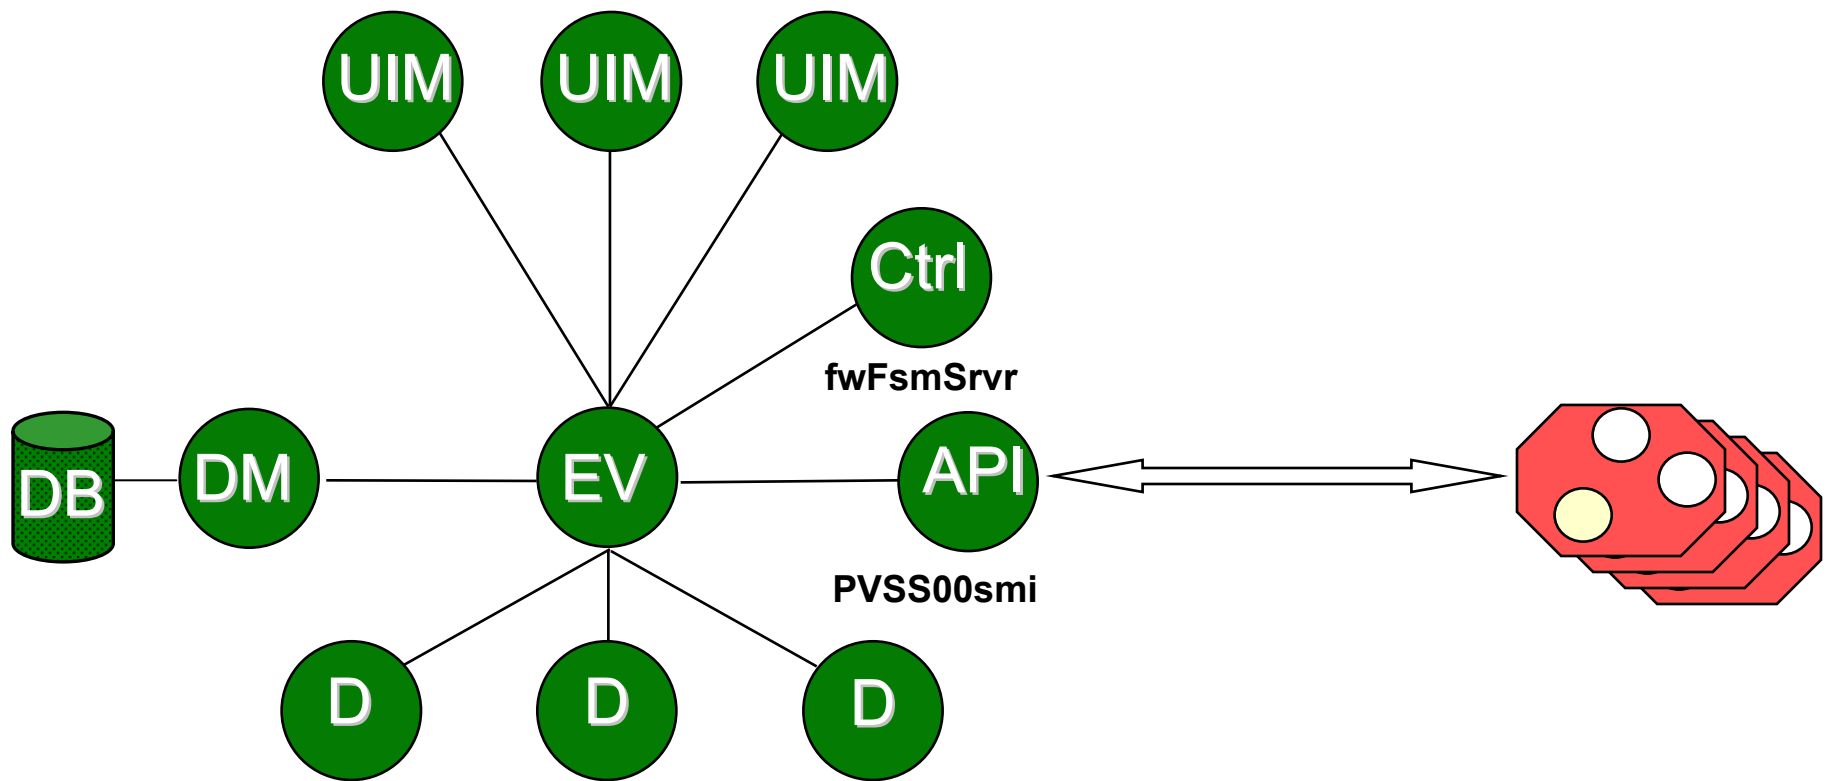 UIM
UIM
UIM
Ctrl
fwFsmSrvr
DB
DM
EV
API
PVSS00smi
D
D
D